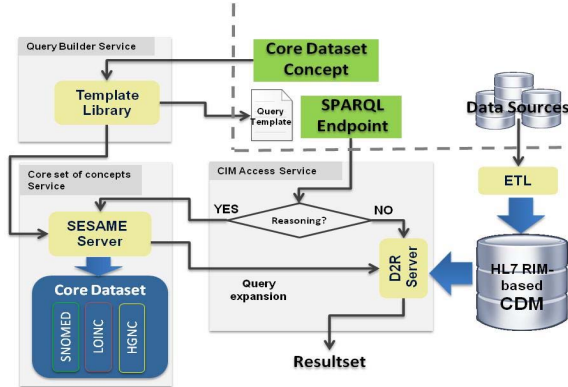 Query Builder Service
Core Dataset
Concept
Template
Library
Query
Template
SPARQL
Endpoint
Data Sources
Core set of concepts
Service
CIM Access Service
ETL
YES
Reasoning?
NO
SESAME
Server
D2R
Server
HL7 RIM-
based
CDM
Core Dataset
Query
expansion
SNOMED
LOINC
HGNC
Resultset